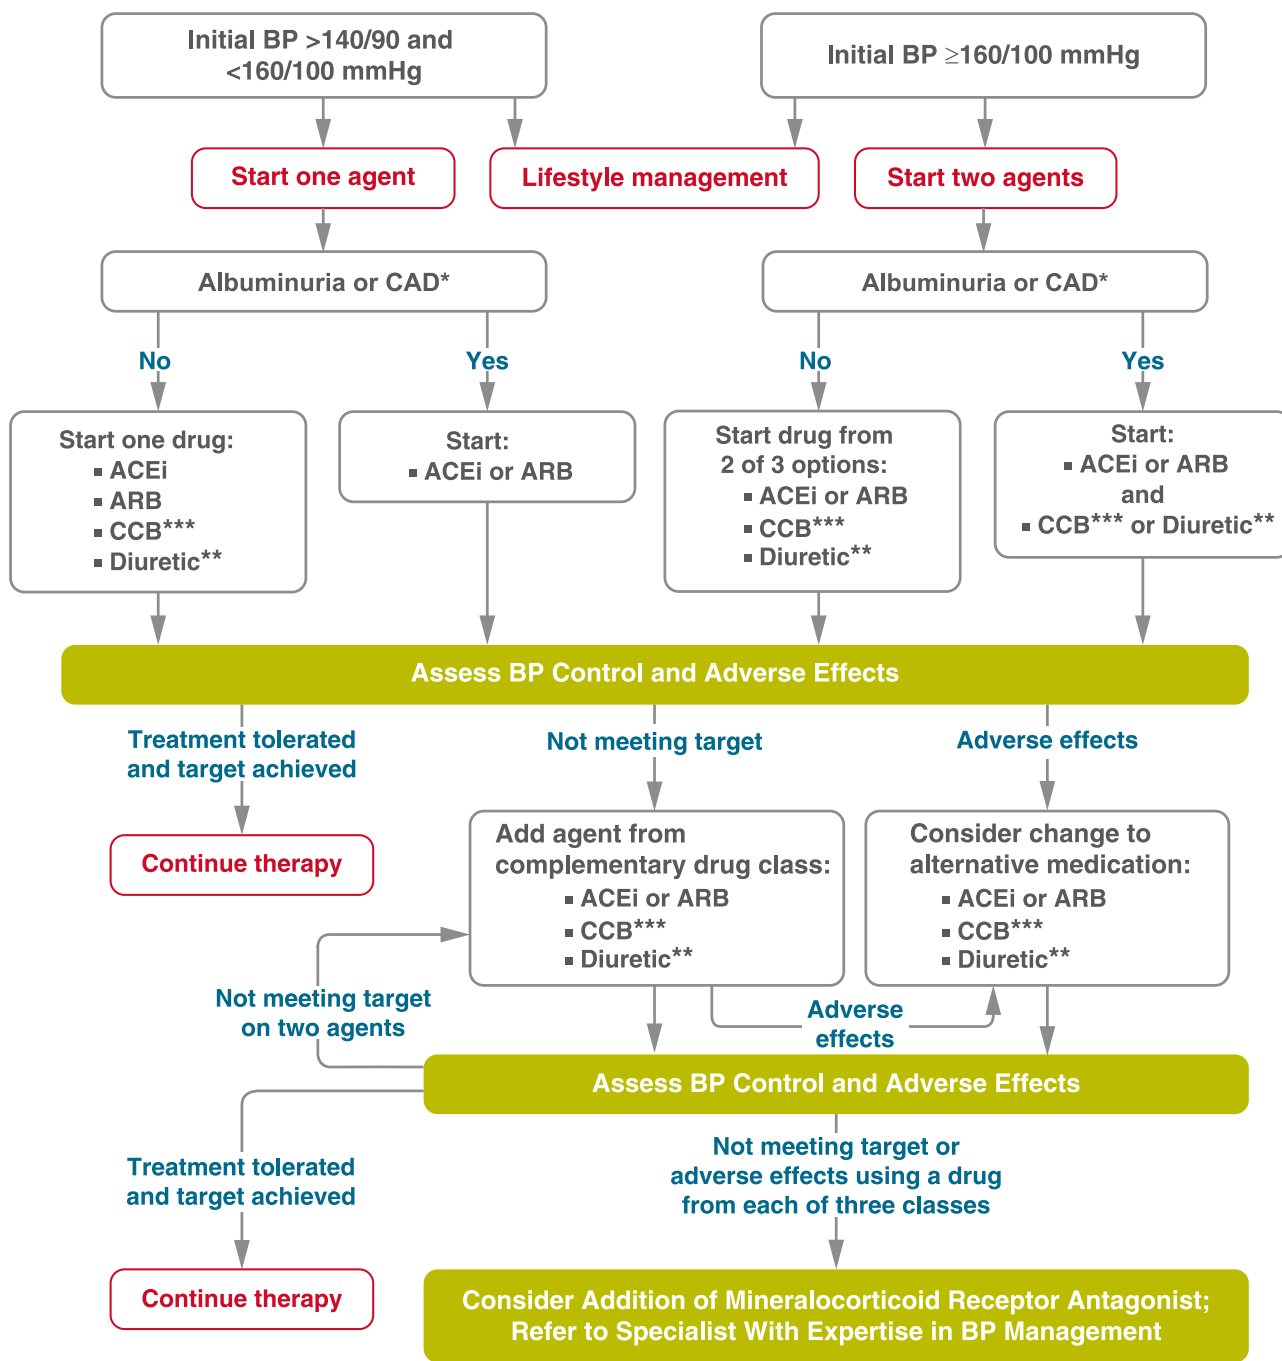 Initial BP >140/90 and
<160/100 mmHg
Initial BP ≥160/100 mmHg
Start one agent
Lifestyle management
Start two agents
Albuminuria or CAD*
Albuminuria or CAD*
No
Yes
No
Yes
Start one drug:
▪ ACEi
▪ ARB
▪ CCB***
▪ Diuretic**
Start:
▪ ACEi or ARB
Start drug from
2 of 3 options:
▪ ACEi or ARB
▪ CCB***
▪ Diuretic**
Start:
▪ ACEi or ARB
and
▪ CCB*** or Diuretic**
Assess BP Control and Adverse Effects
Treatment tolerated
and target achieved
Not meeting target
Adverse effects
Continue therapy
Add agent from
complementary drug class:
▪ ACEi or ARB
▪ CCB***
▪ Diuretic**
Consider change to
alternative medication:
▪ ACEi or ARB
▪ CCB***
▪ Diuretic**
Not meeting target
on two agents
Adverse
effects
Assess BP Control and Adverse Effects
Treatment tolerated
and target achieved
Not meeting target or
adverse effects using a drug
from each of three classes
Continue therapy
Consider Addition of Mineralocorticoid Receptor Antagonist;
Refer to Specialist With Expertise in BP Management